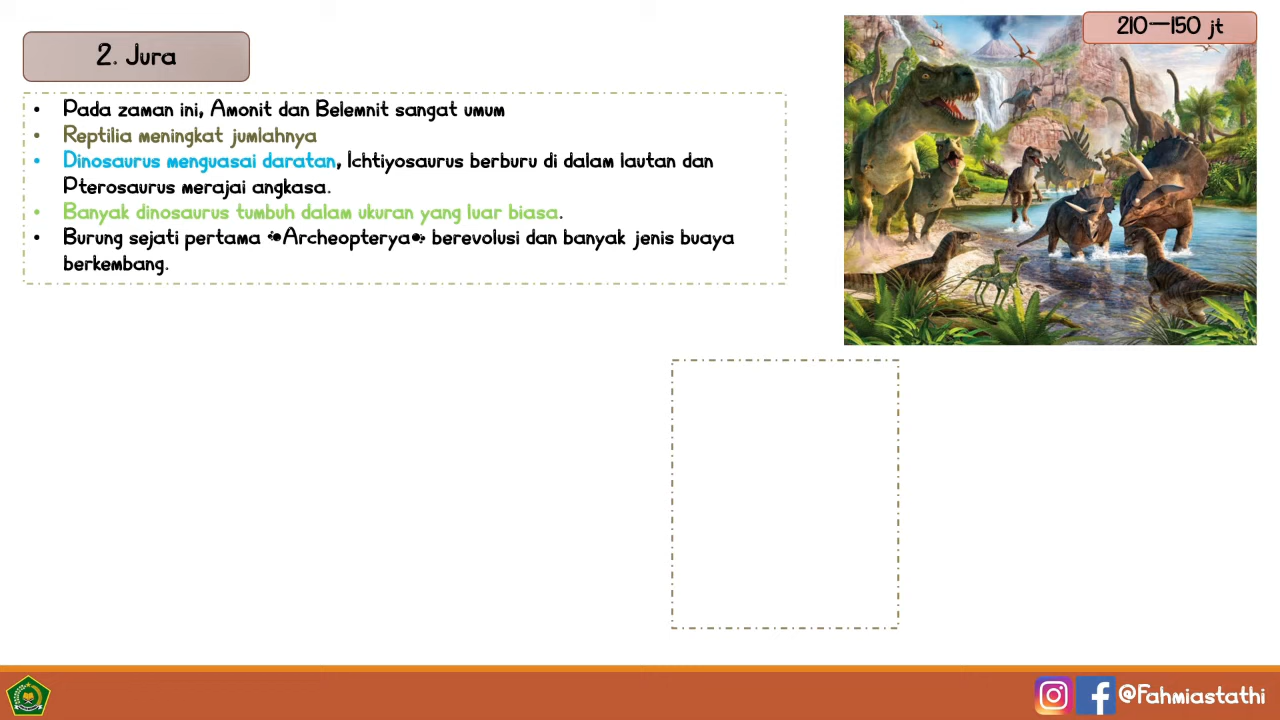 2. Jura
210—150 jt
• Pada zaman ini, Amonit dan Belemnit sangat umum
• Reptilia meningkat jumlahnya
• Dinosaurus menguasai daratan, Ichtiyosaurus berburu di dalam lautan dan
Pterosaurus merajai angkasa.
• Banyak dinosaurus tumbuh dalam ukuran yang luar biasa.
• Burung sejati pertama Archeopterya berevolusi dan banyak jenis buaya
berkembang.
@Fahmiastathi